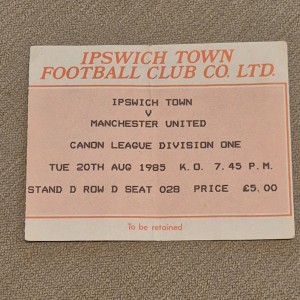 IPSWICH TOWN
FOOTBALL CLUB CO. LTD.
IPSWICH TOWN
V
MANCHESTER UNITED
CANON LEAGUE DIVISION ONE
TUE 20TH AUG 1985 K.O. 7.45 P.M.
STAND D ROW D SEAT 028 PRICE £5.00
To be retained